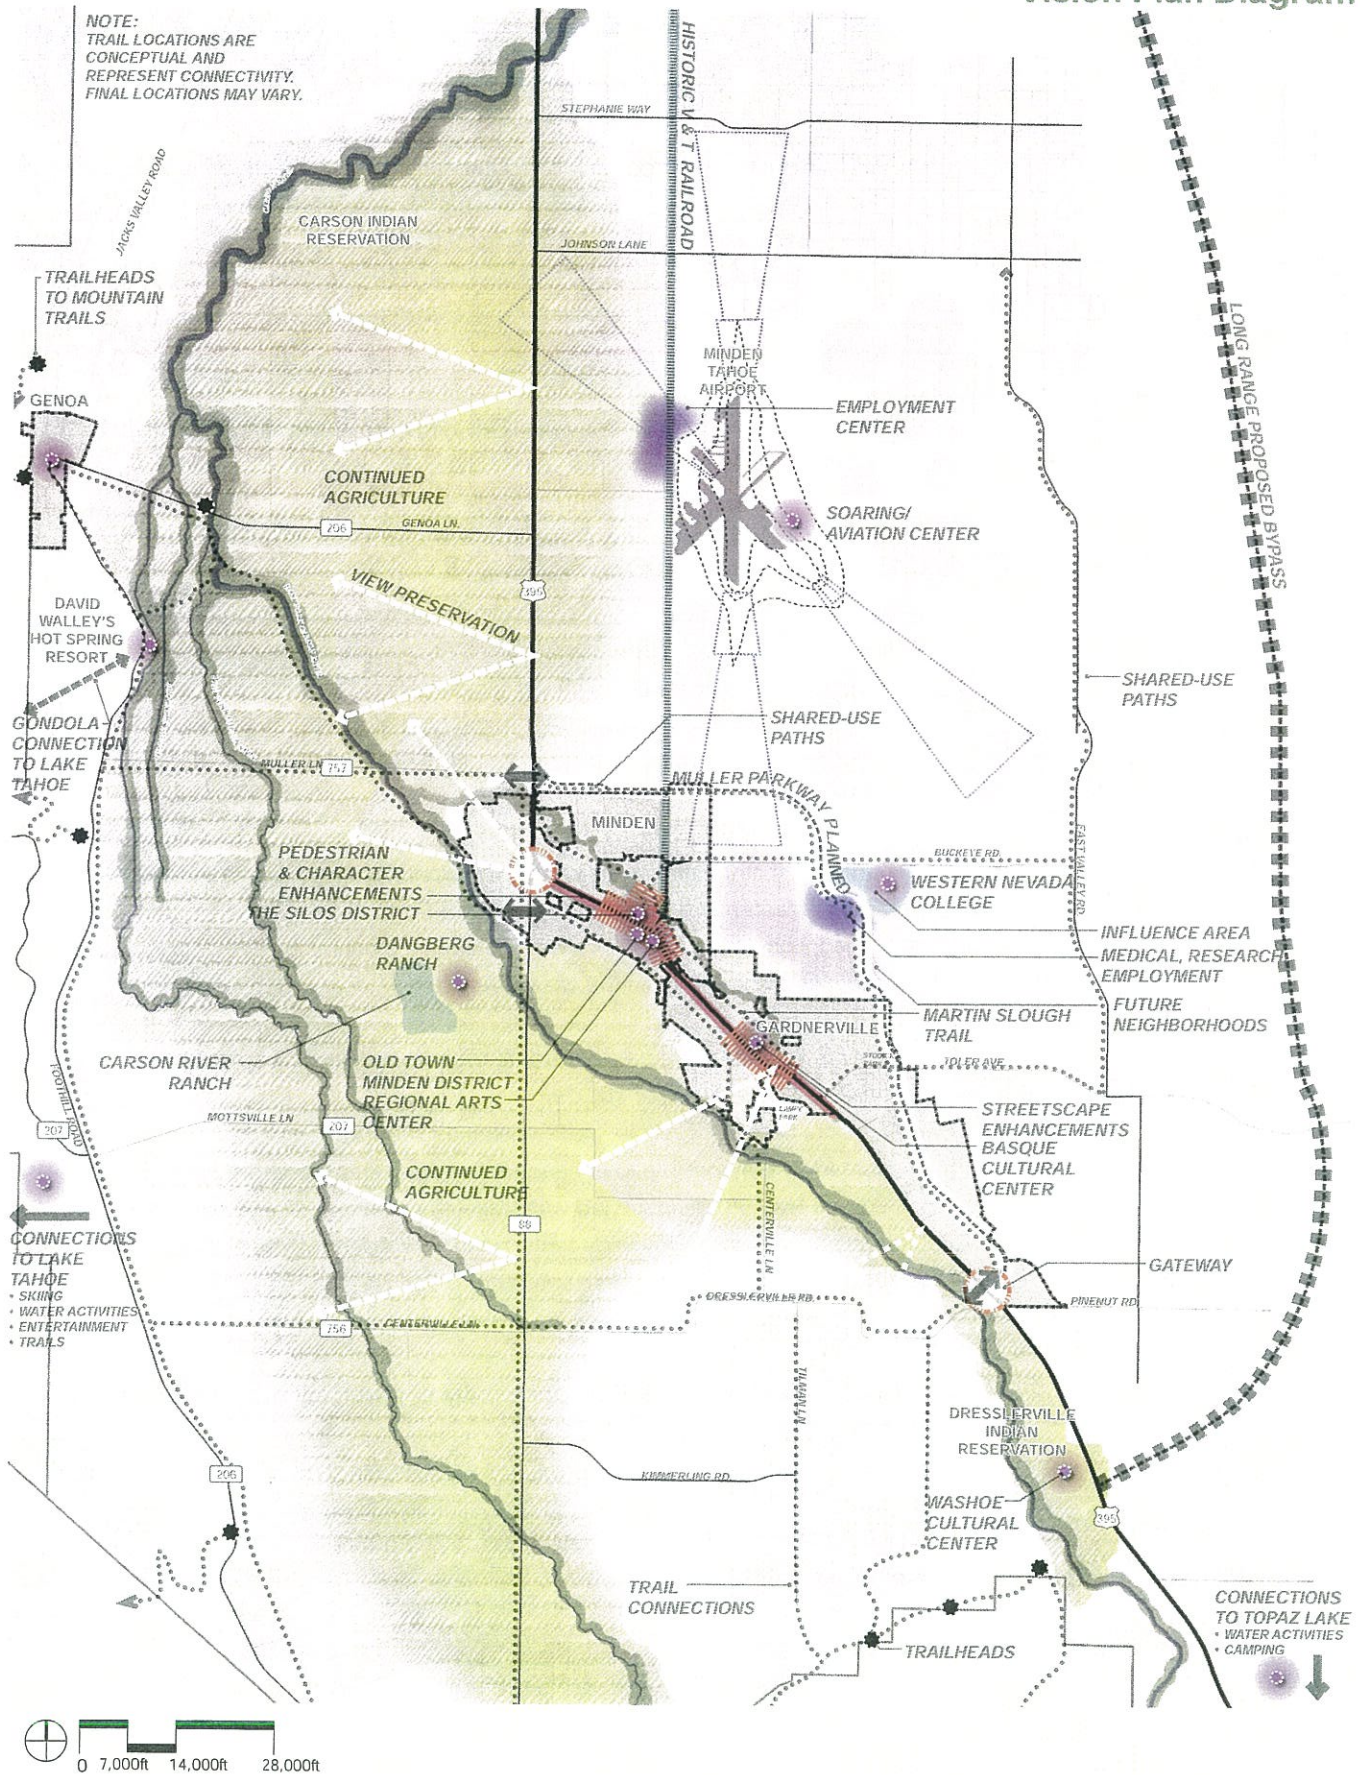 Vision Plan Diagram
NOTE:
TRAIL LOCATIONS ARE
CONCEPTUAL AND
REPRESENT CONNECTIVITY.
FINAL LOCATIONS MAY VARY.
JACKS VALLEY ROAD
HISTORIC V & T RAILROAD
STEPHANIE WAY
CARSON INDIAN
RESERVATION
JOHNSON LANE
TRAILHEADS
TO MOUNTAIN
TRAILS
LONG RANGE PROPOSED BYPASS
MINDEN
TAHOE
AIRPORT
GENOA
EMPLOYMENT
CENTER
CONTINUED
AGRICULTURE
206
GENOA LN.
SOARING/
AVIATION CENTER
VIEW PRESERVATION
395
DAVID
WALLEY'S
HOT SPRING
RESORT
SHARED-USE
PATHS
GONDOLA
CONNECTION
TO LAKE
TAHOE
SHARED-USE
PATHS
MULLER LN
757
MULLER PARKWAY PLANNED
MINDEN
PEDESTRIAN
& CHARACTER
ENHANCEMENTS
THE SILOS DISTRICT
BUCKEYE RD.
EAST VALLEY RD
WESTERN NEVADA
COLLEGE
DANGBERG
RANCH
INFLUENCE AREA
MEDICAL, RESEARCH
EMPLOYMENT
FUTURE
NEIGHBORHOODS
MARTIN SLOUGH
TRAIL
GARDNERVILLE
CARSON RIVER
RANCH
OLD TOWN
MINDEN DISTRICT
REGIONAL ARTS
CENTER
TOLER AVE.
FOOTHILL ROAD
MOTTSVILLE LN
207
207
STREETSCAPE
ENHANCEMENTS
BASQUE
CULTURAL
CENTER
CONTINUED
AGRICULTURE
CENTERVILLE LN
88
CONNECTIONS
TO LAKE
TAHOE
• SKIING
• WATER ACTIVITIES
• ENTERTAINMENT
• TRAILS
GATEWAY
PINENUT RD.
DRESSLERVILLE RD.
756
CENTERVILLE LN.
TILMAN LN
DRESSLERVILLE
INDIAN
RESERVATION
206
KIMMERLING RD.
WASHOE
CULTURAL
CENTER
395
TRAIL
CONNECTIONS
TRAILHEADS
CONNECTIONS
TO TOPAZ LAKE
• WATER ACTIVITIES
• CAMPING
0 7,000ft 14,000ft 28,000ft